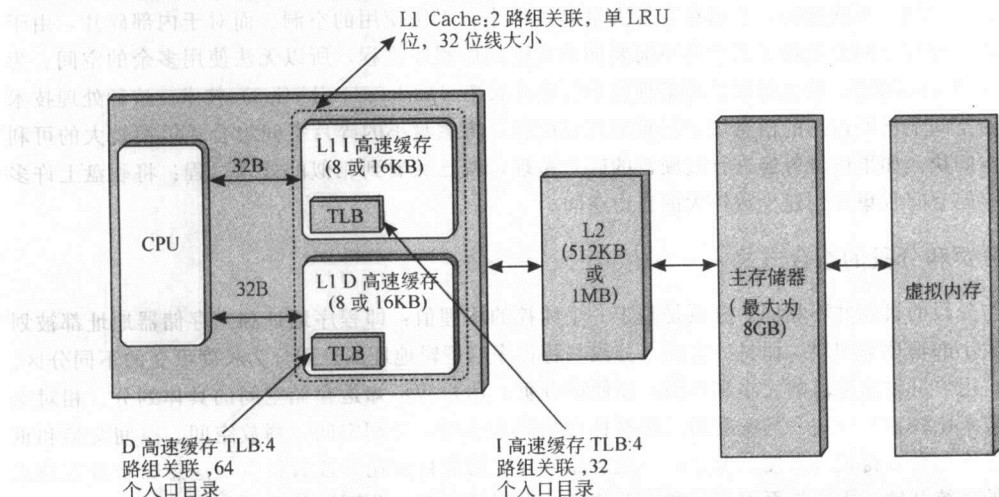 L1 Cache:2 路组关联，单LRU
位，32 位线大小
CPU
32B
32B
L1 I 高速缓存
(8 或 16KB)
TLB
L1 D 高速缓存
(8 或 16KB)
TLB
L2
(512KB
或
1MB)
主存储器
(最大为
8GB)
虚拟内存
D 高速缓存 TLB:4
路组关联,64
个入口目录
I 高速缓存 TLB:4
路组关联,32
个入口目录